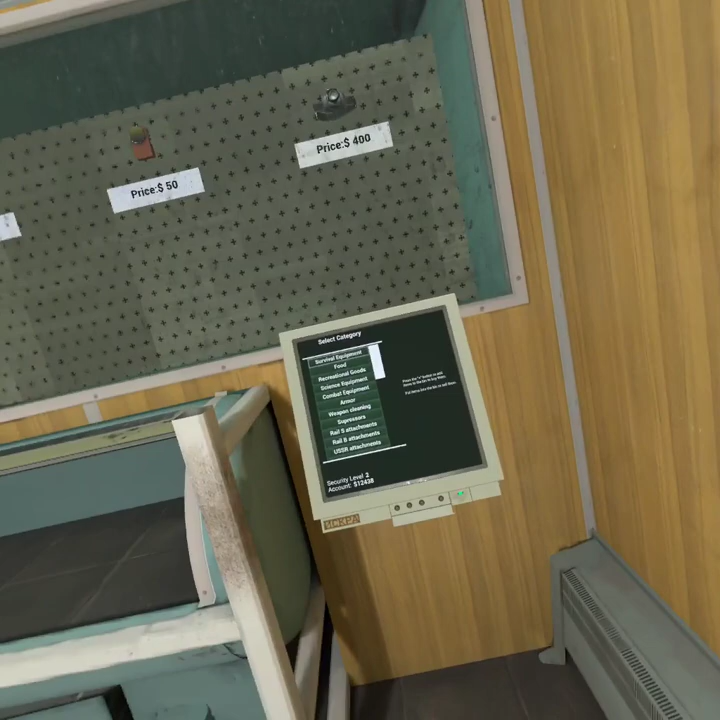 Price:$ 400
Price:$ 50
Select Category
Survival Equipment
Food
Recreational Goods
Science Equipment
Combat Equipment
Armor
Weapon cleaning
Supressors
Rail S attachments
Rail B attachments
USSR attachments
Security Level 2
Account: $12438